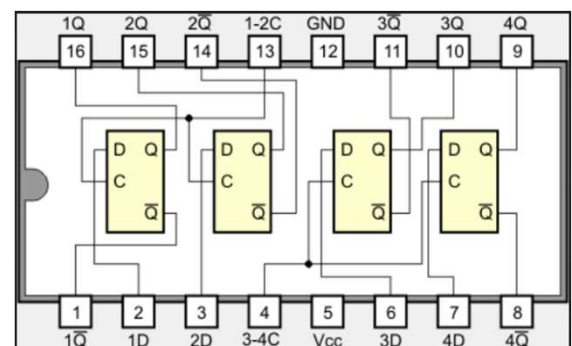 1Q 2Q 2Q̅ 1-2C GND 3Q̅ 3Q 4Q
16 15 14 13 12 11 10 9
D Q D Q D Q D Q
C C C C
Q̅ Q̅ Q̅ Q̅
1 2 3 4 5 6 7 8
1Q̅ 1D 2D 3-4C Vcc 3D 4D 4Q̅